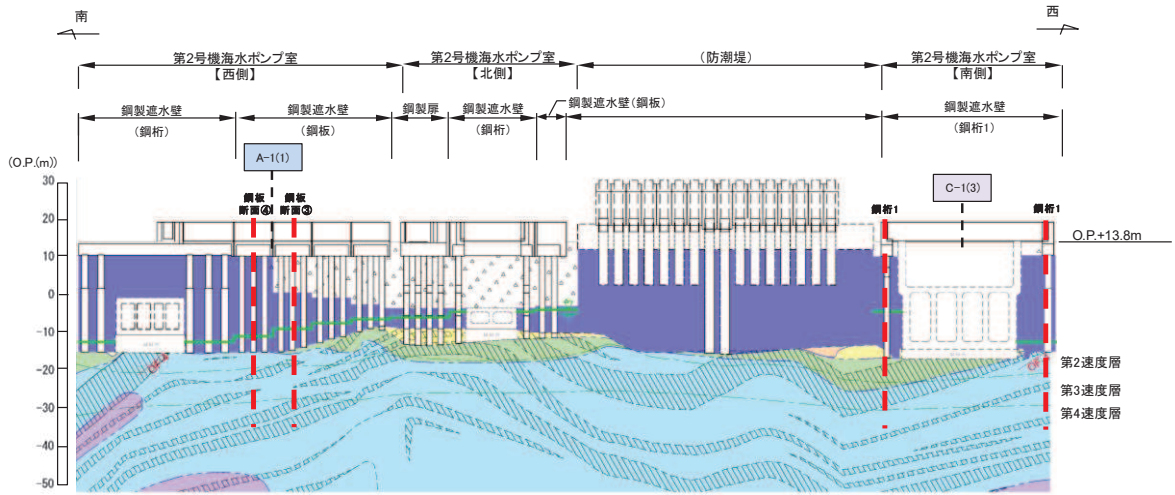 南
西
第2号機海水ポンプ室
【西側】
第2号機海水ポンプ室
【北側】
(防潮堤)
第2号機海水ポンプ室
【南側】
鋼製遮水壁
(鋼桁)
鋼製遮水壁
(鋼板)
鋼製扉
鋼製遮水壁
(鋼桁)
鋼製遮水壁(鋼板)
鋼製遮水壁
(鋼桁1)
(O.P.(m))
A-1(1)
C-1(3)
鋼板
断面④
鋼板
断面③
鋼桁1
鋼桁1
O.P.+13.8m
30
20
10
0
-10
-20
-30
-40
-50
第2速度層
第3速度層
第4速度層